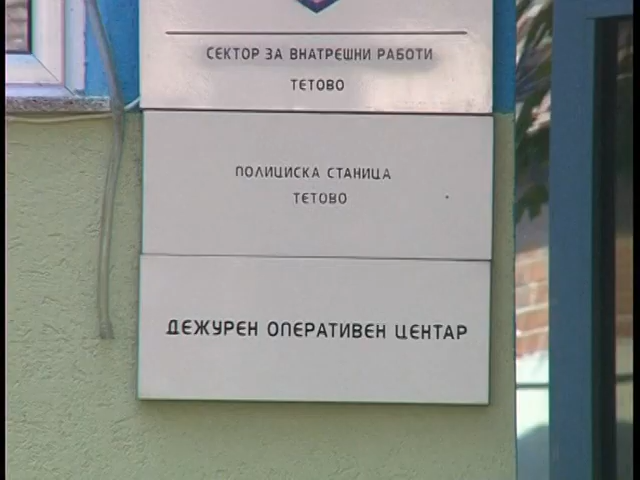 СЕКТОР ЗА ВНАТРЕШНИ РАБОТИ
ТЕТОВО
ПОЛИЦИСКА СТАНИЦА
ТЕТОВО
ДЕЖУРЕН ОПЕРАТИВЕН ЦЕНТАР